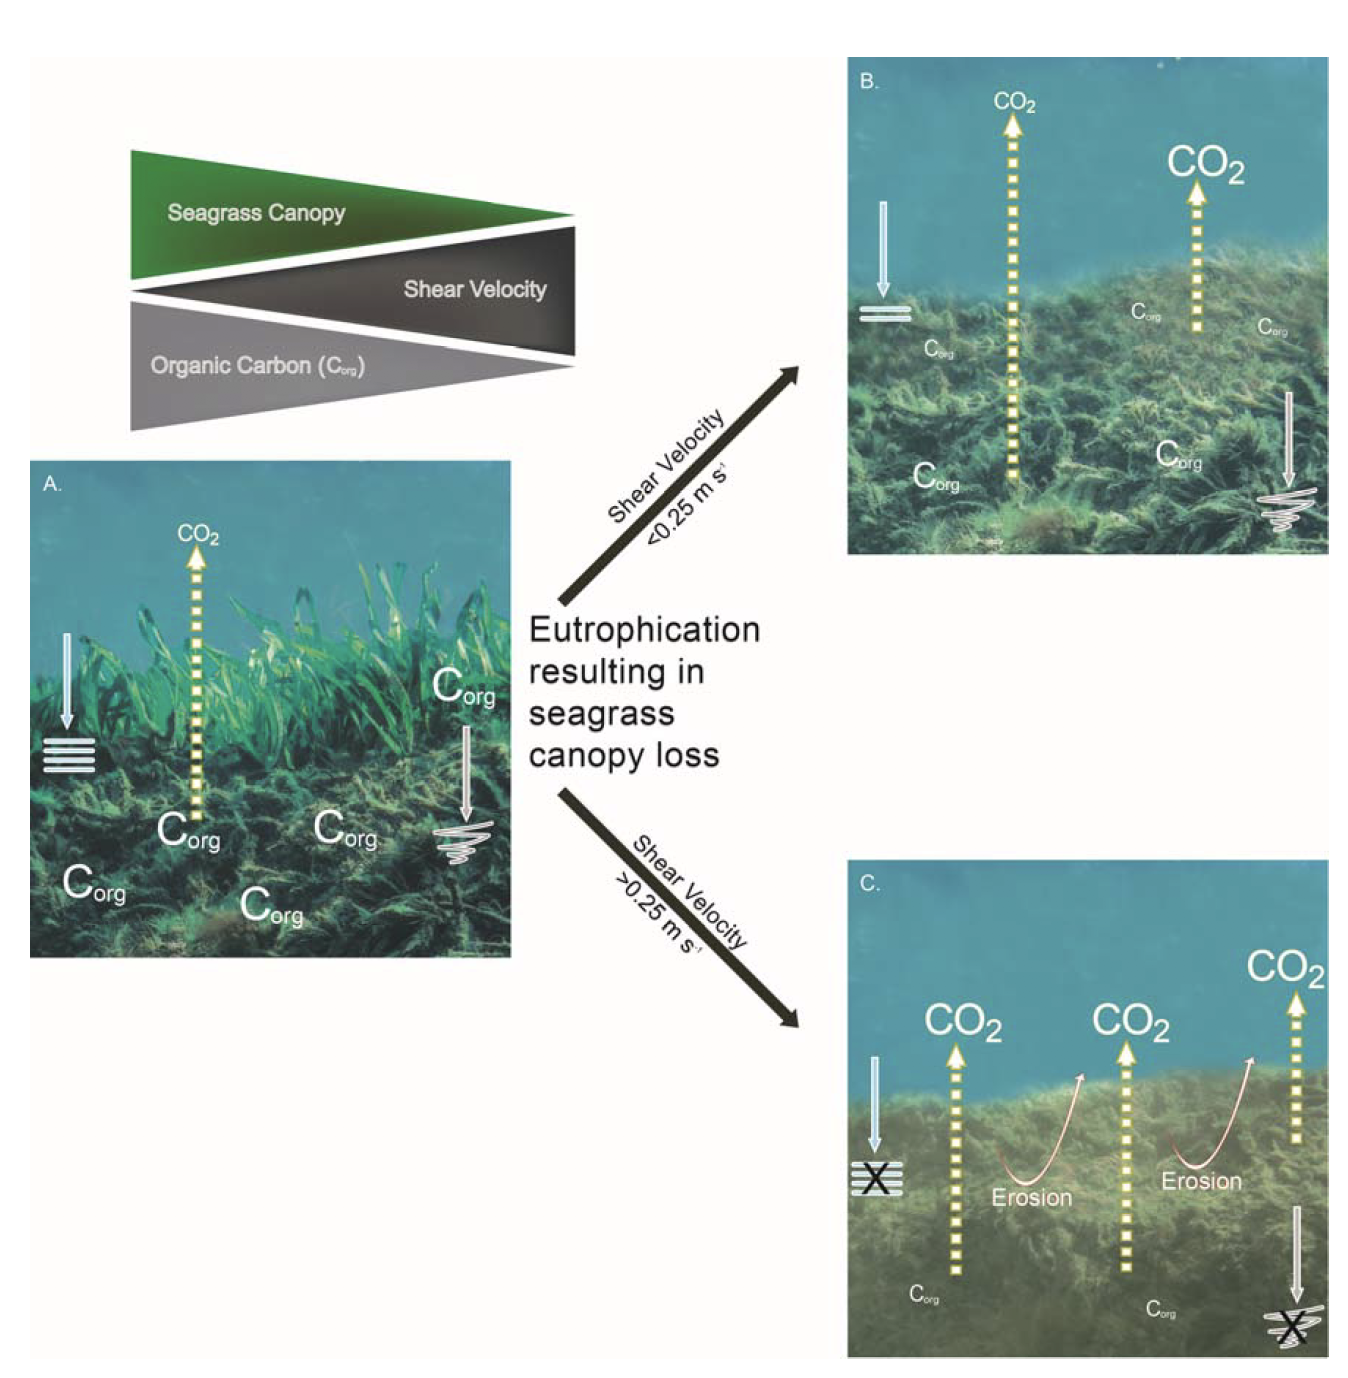 Seagrass Canopy
Shear Velocity
Organic Carbon (Corg)
A.
CO2
Corg
Corg
Corg
Corg
Corg
Eutrophication
resulting in
seagrass
canopy loss
Shear Velocity
<0.25 m s-1
Shear Velocity
>0.25 m s-1
B.
CO2
CO2
Corg
Corg
Corg
Corg
Corg
C.
CO2
CO2
CO2
Erosion
Erosion
X
Corg
Corg
X